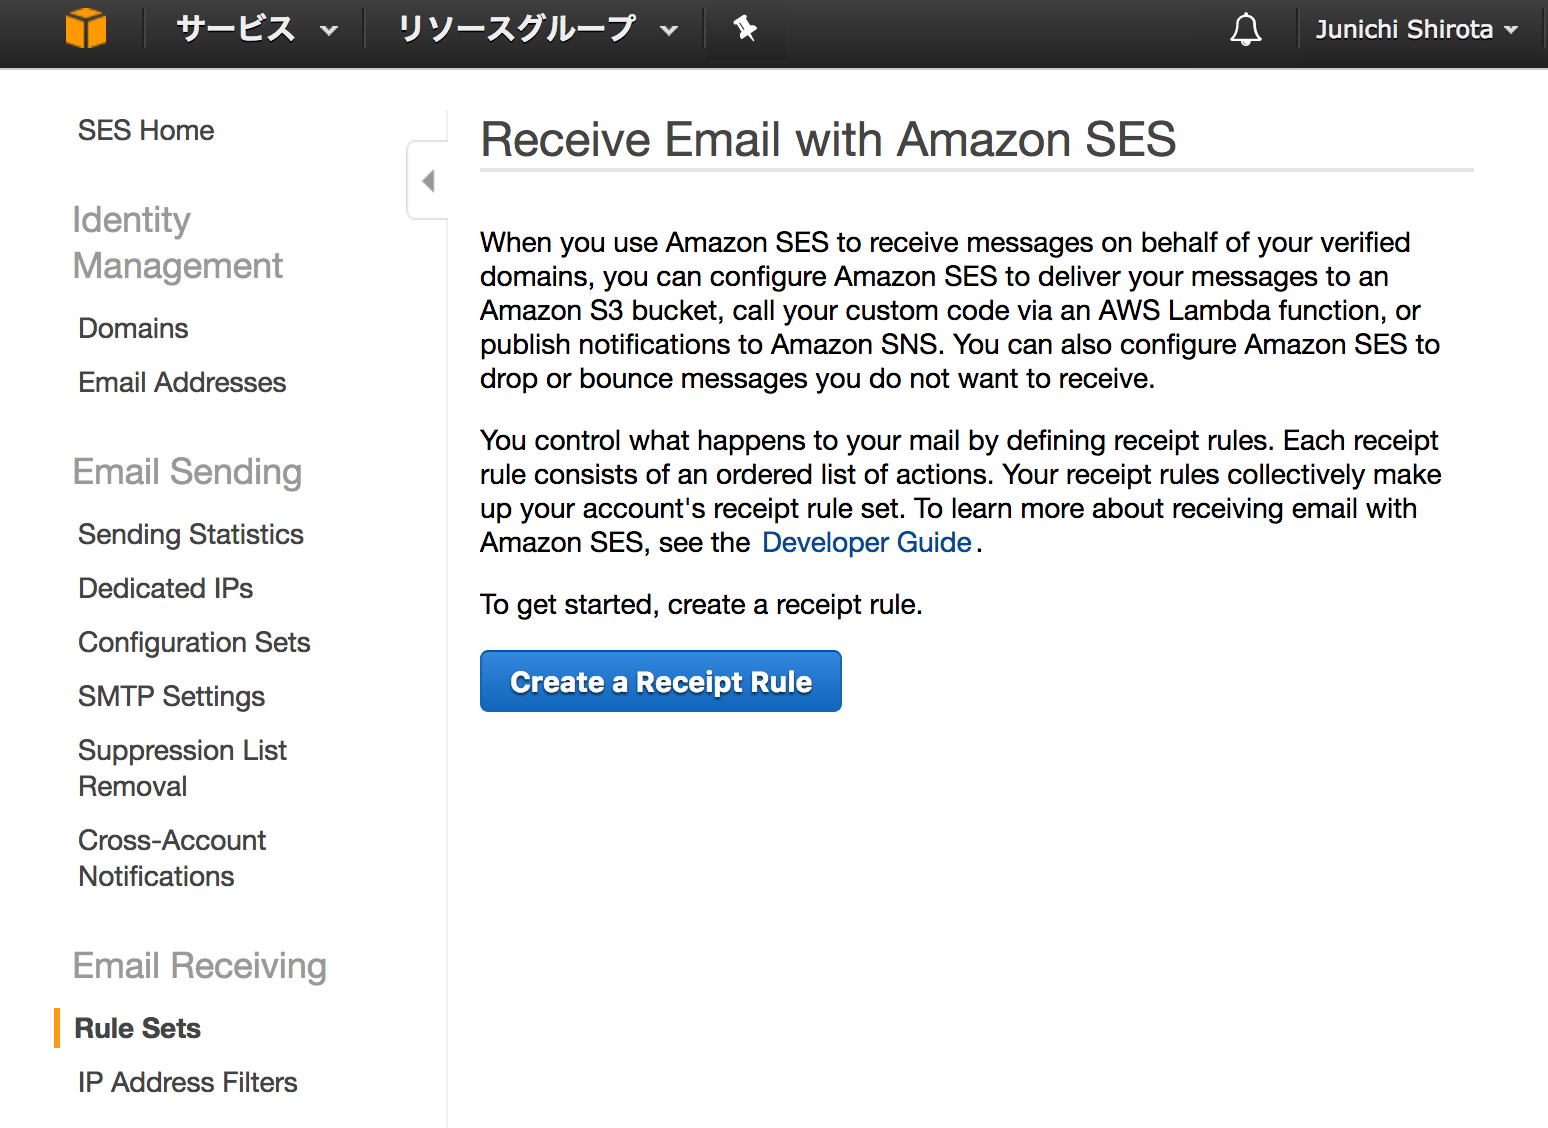 サービス リソースグループ Junichi Shirota
SES Home
Identity
Management
Domains
Email Addresses
Email Sending
Sending Statistics
Dedicated IPs
Configuration Sets
SMTP Settings
Suppression List
Removal
Cross-Account
Notifications
Email Receiving
Rule Sets
IP Address Filters
Receive Email with Amazon SES
When you use Amazon SES to receive messages on behalf of your verified
domains, you can configure Amazon SES to deliver your messages to an
Amazon S3 bucket, call your custom code via an AWS Lambda function, or
publish notifications to Amazon SNS. You can also configure Amazon SES to
drop or bounce messages you do not want to receive.
You control what happens to your mail by defining receipt rules. Each receipt
rule consists of an ordered list of actions. Your receipt rules collectively make
up your account's receipt rule set. To learn more about receiving email with
Amazon SES, see the Developer Guide.
To get started, create a receipt rule.
Create a Receipt Rule